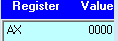 Register Value
AX 0000